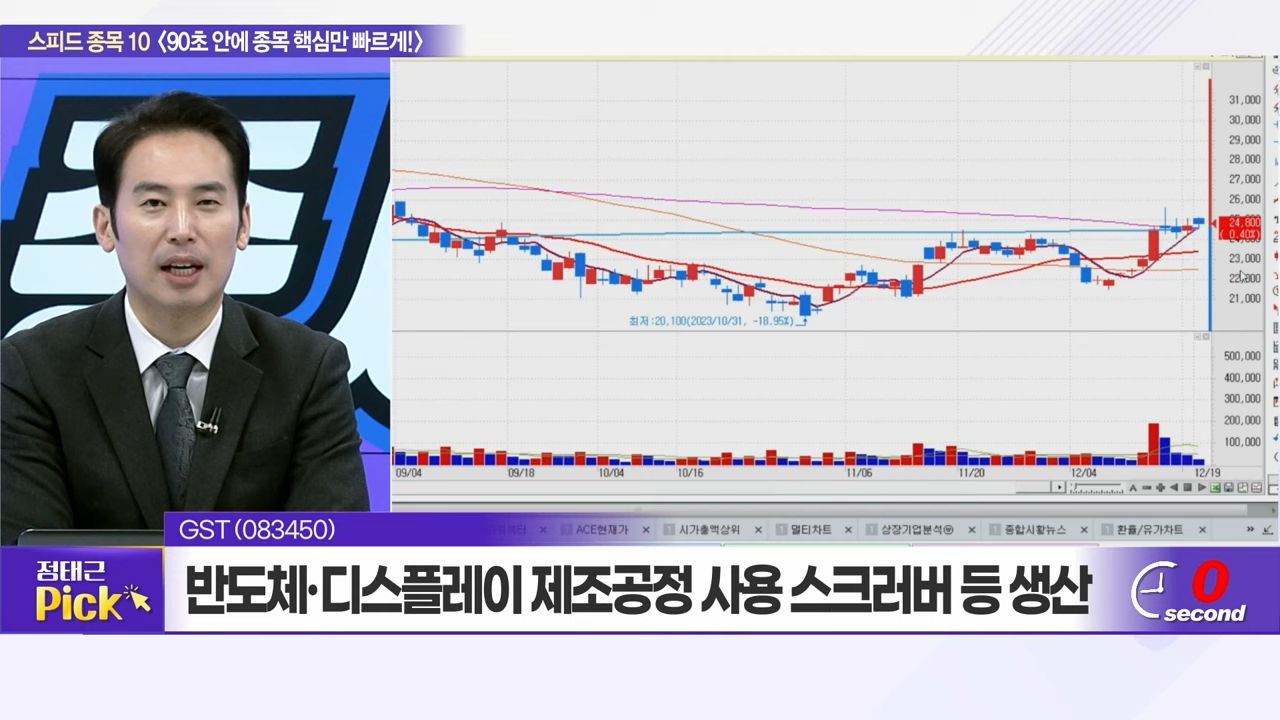 스피드 종목 10 <90초 안에 종목 핵심만 빠르게!>
31,000
30,000
29,000
28,000
27,000
26,000
24,800
( 0.40%)
23,000
21,000
최저:20,100(2023/10/31, -18.95%)
500,000
400,000
300,000
200,000
100,000
09/04
09/18
10/04
10/16
11/06
11/20
12/04
12/19
ACE현재가
시가총액상위
멀티차트
상장기업분석
종합시황뉴스
환율/유가차트
GST (083450)
정태근
Pick
반도체·디스플레이 제조공정 사용 스크러버 등 생산
0
second